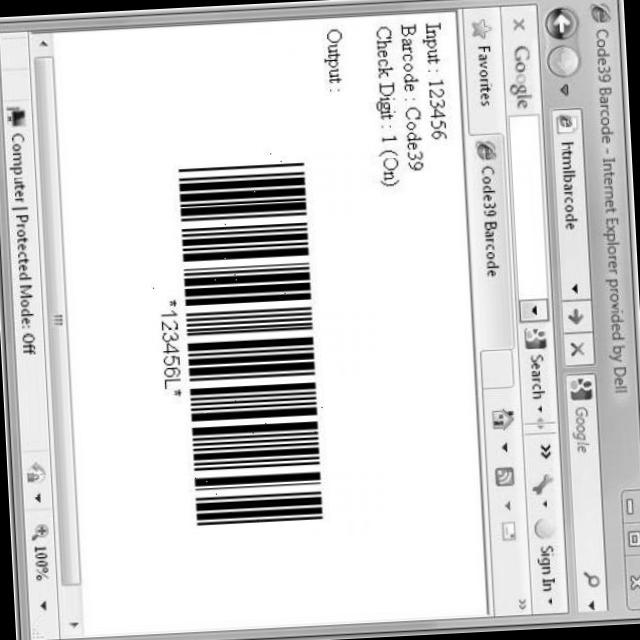 Code39 Barcode - Internet Explorer provided by Dell
htmlbarcode
Google
Google
Search
Sign In
Favorites
Code39 Barcode
Input : 123456
Barcode : Code39
Check Digit : 1 (On)
Output :
*123456L*
Computer | Protected Mode: Off
100%